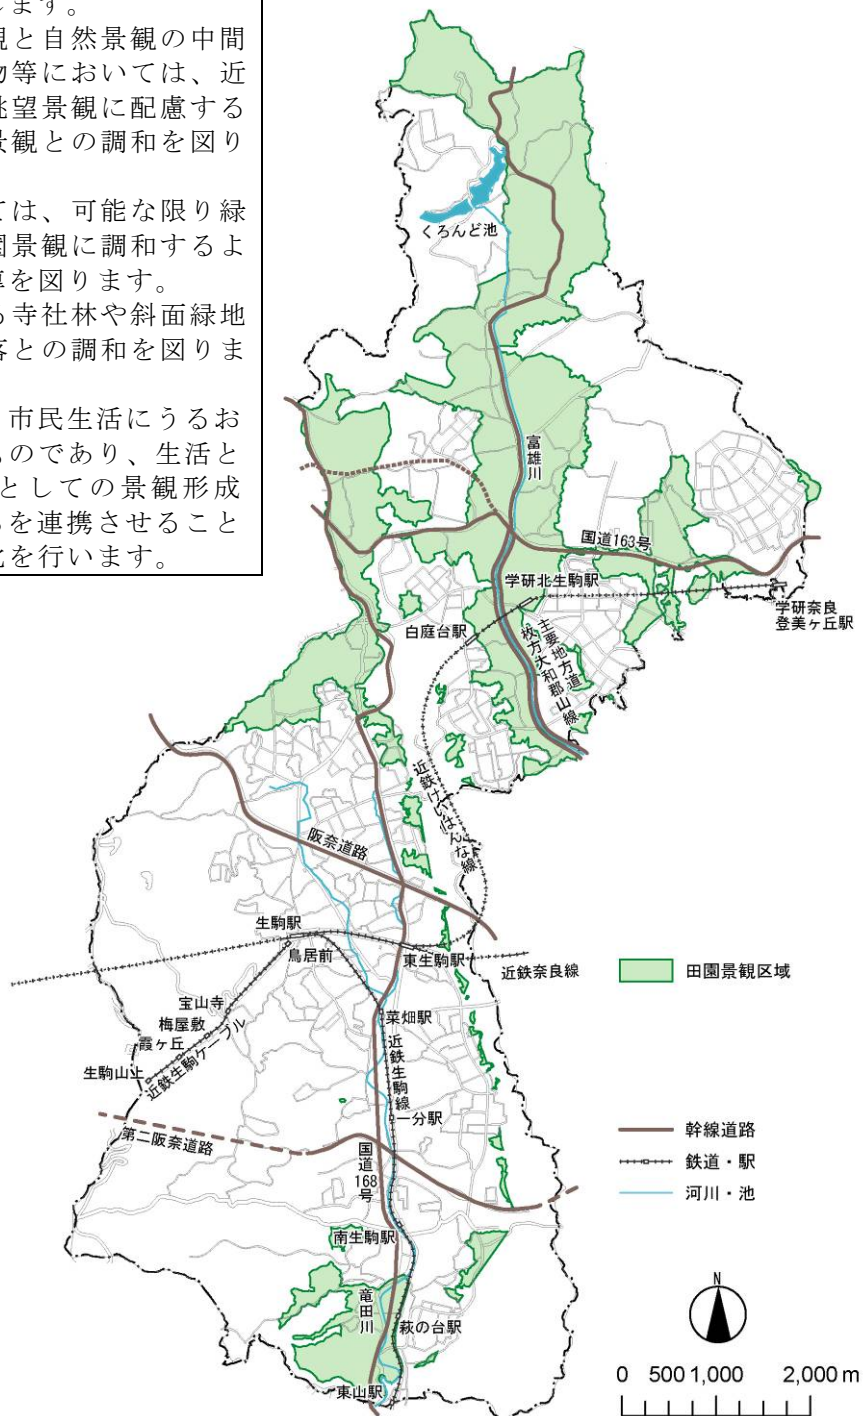 します。
観と自然景観の中間
物等においては、近
眺望景観に配慮する
景観との調和を図り
ては、可能な限り緑
園景観に調和するよ
導を図ります。
る寺社林や斜面緑地
落との調和を図りま
、市民生活にうるお
ものであり、生活と
としての景観形成
らを連携させること
化を行います。
くろんど池
富雄川
国道163号
学研北生駒駅
学研奈良
登美ヶ丘駅
白庭台駅
主要地方道
枚方大和郡山線
近鉄けいはんな線
阪奈道路
生駒駅
鳥居前
東生駒駅
近鉄奈良線
田園景観区域
宝山寺
梅屋敷
霞ヶ丘
生駒山上
近鉄生駒ケーブル
菜畑駅
近鉄生駒線
一分駅
第二阪奈道路
国道
168
号
幹線道路
鉄道・駅
河川・池
南生駒駅
竜田川
萩の台駅
東山駅
N
0 500 1,000 2,000 m